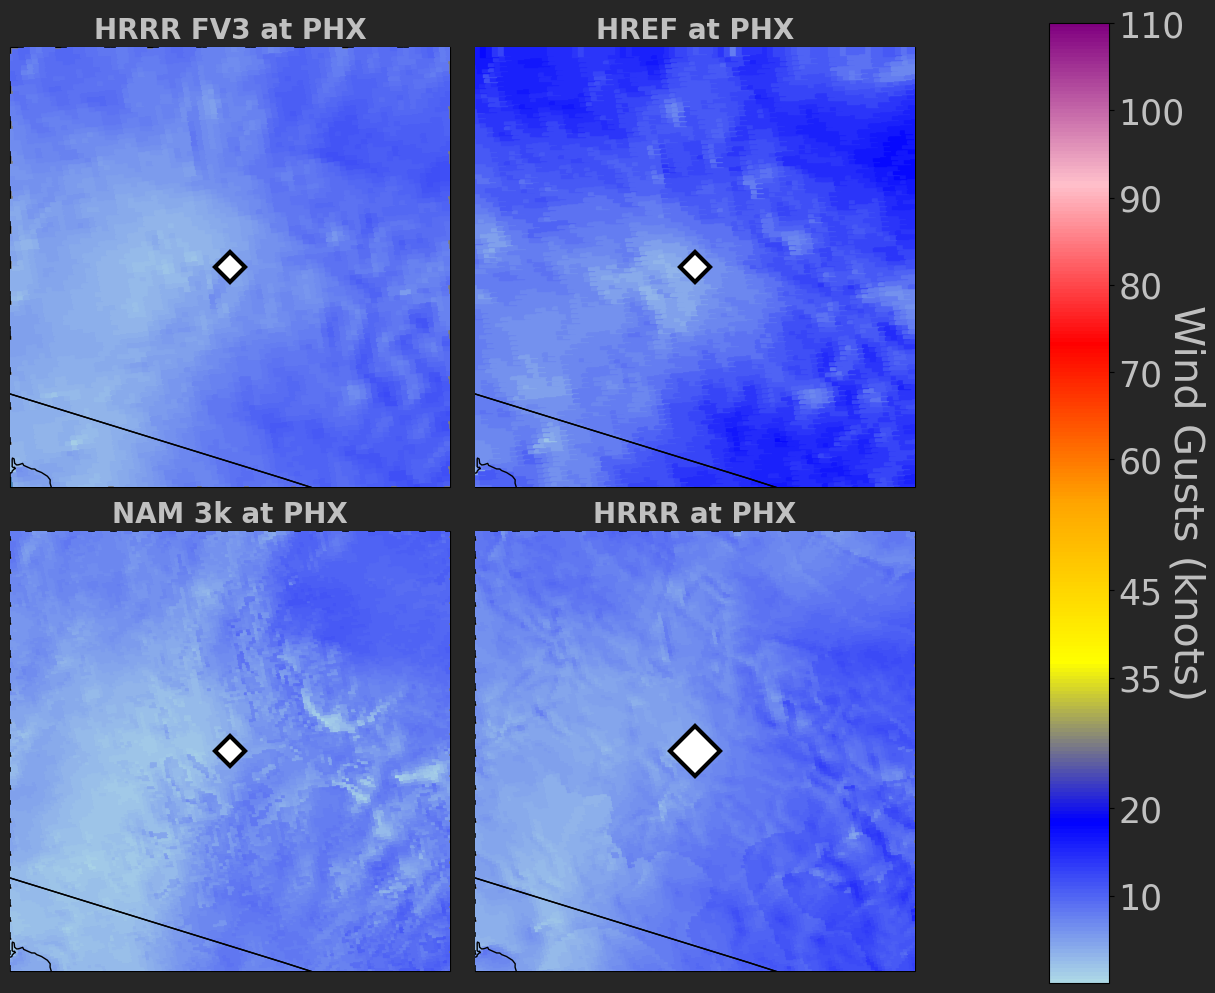 HRRR FV3 at PHX
HREF at PHX
NAM 3k at PHX
HRRR at PHX
110
100
90
80
70
60
45
35
20
10
Wind Gusts (knots)